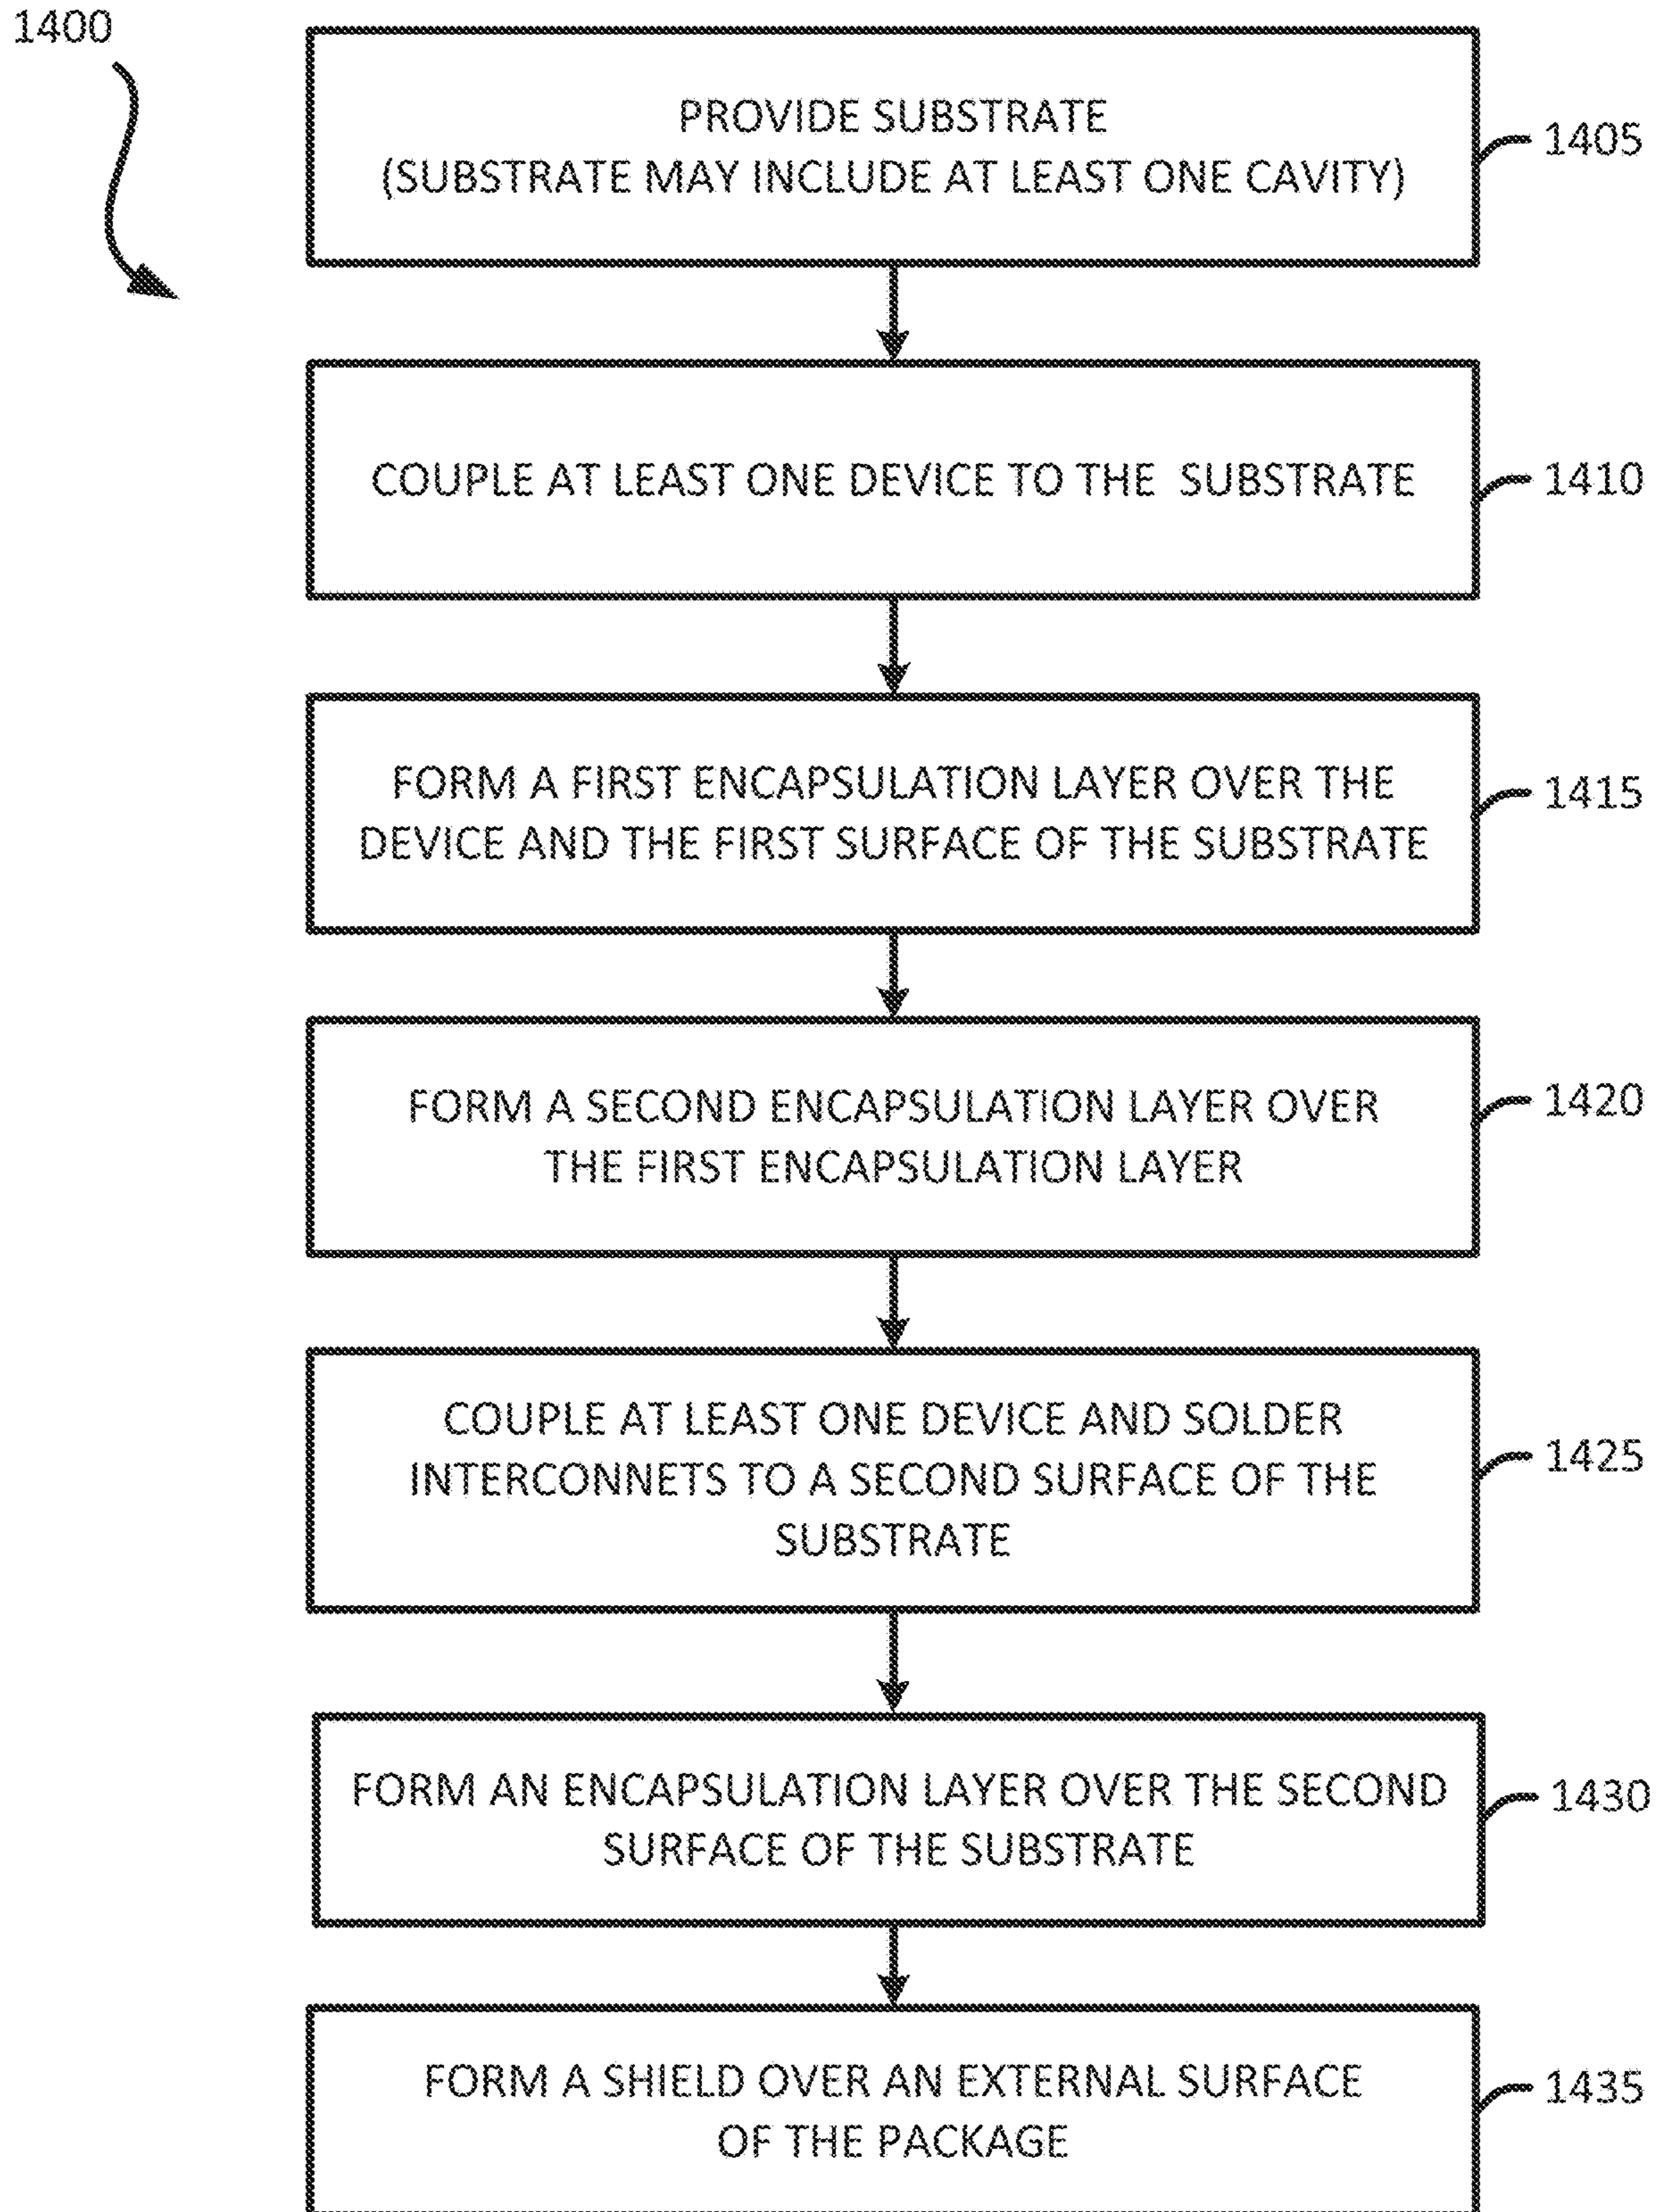 1400
PROVIDE SUBSTRATE
(SUBSTRATE MAY INCLUDE AT LEAST ONE CAVITY)
1405
COUPLE AT LEAST ONE DEVICE TO THE SUBSTRATE
1410
FORM A FIRST ENCAPSULATION LAYER OVER THE
DEVICE AND THE FIRST SURFACE OF THE SUBSTRATE
1415
FORM A SECOND ENCAPSULATION LAYER OVER
THE FIRST ENCAPSULATION LAYER
1420
COUPLE AT LEAST ONE DEVICE AND SOLDER
INTERCONNETS TO A SECOND SURFACE OF THE
SUBSTRATE
1425
FORM AN ENCAPSULATION LAYER OVER THE SECOND
SURFACE OF THE SUBSTRATE
1430
FORM A SHIELD OVER AN EXTERNAL SURFACE
OF THE PACKAGE
1435